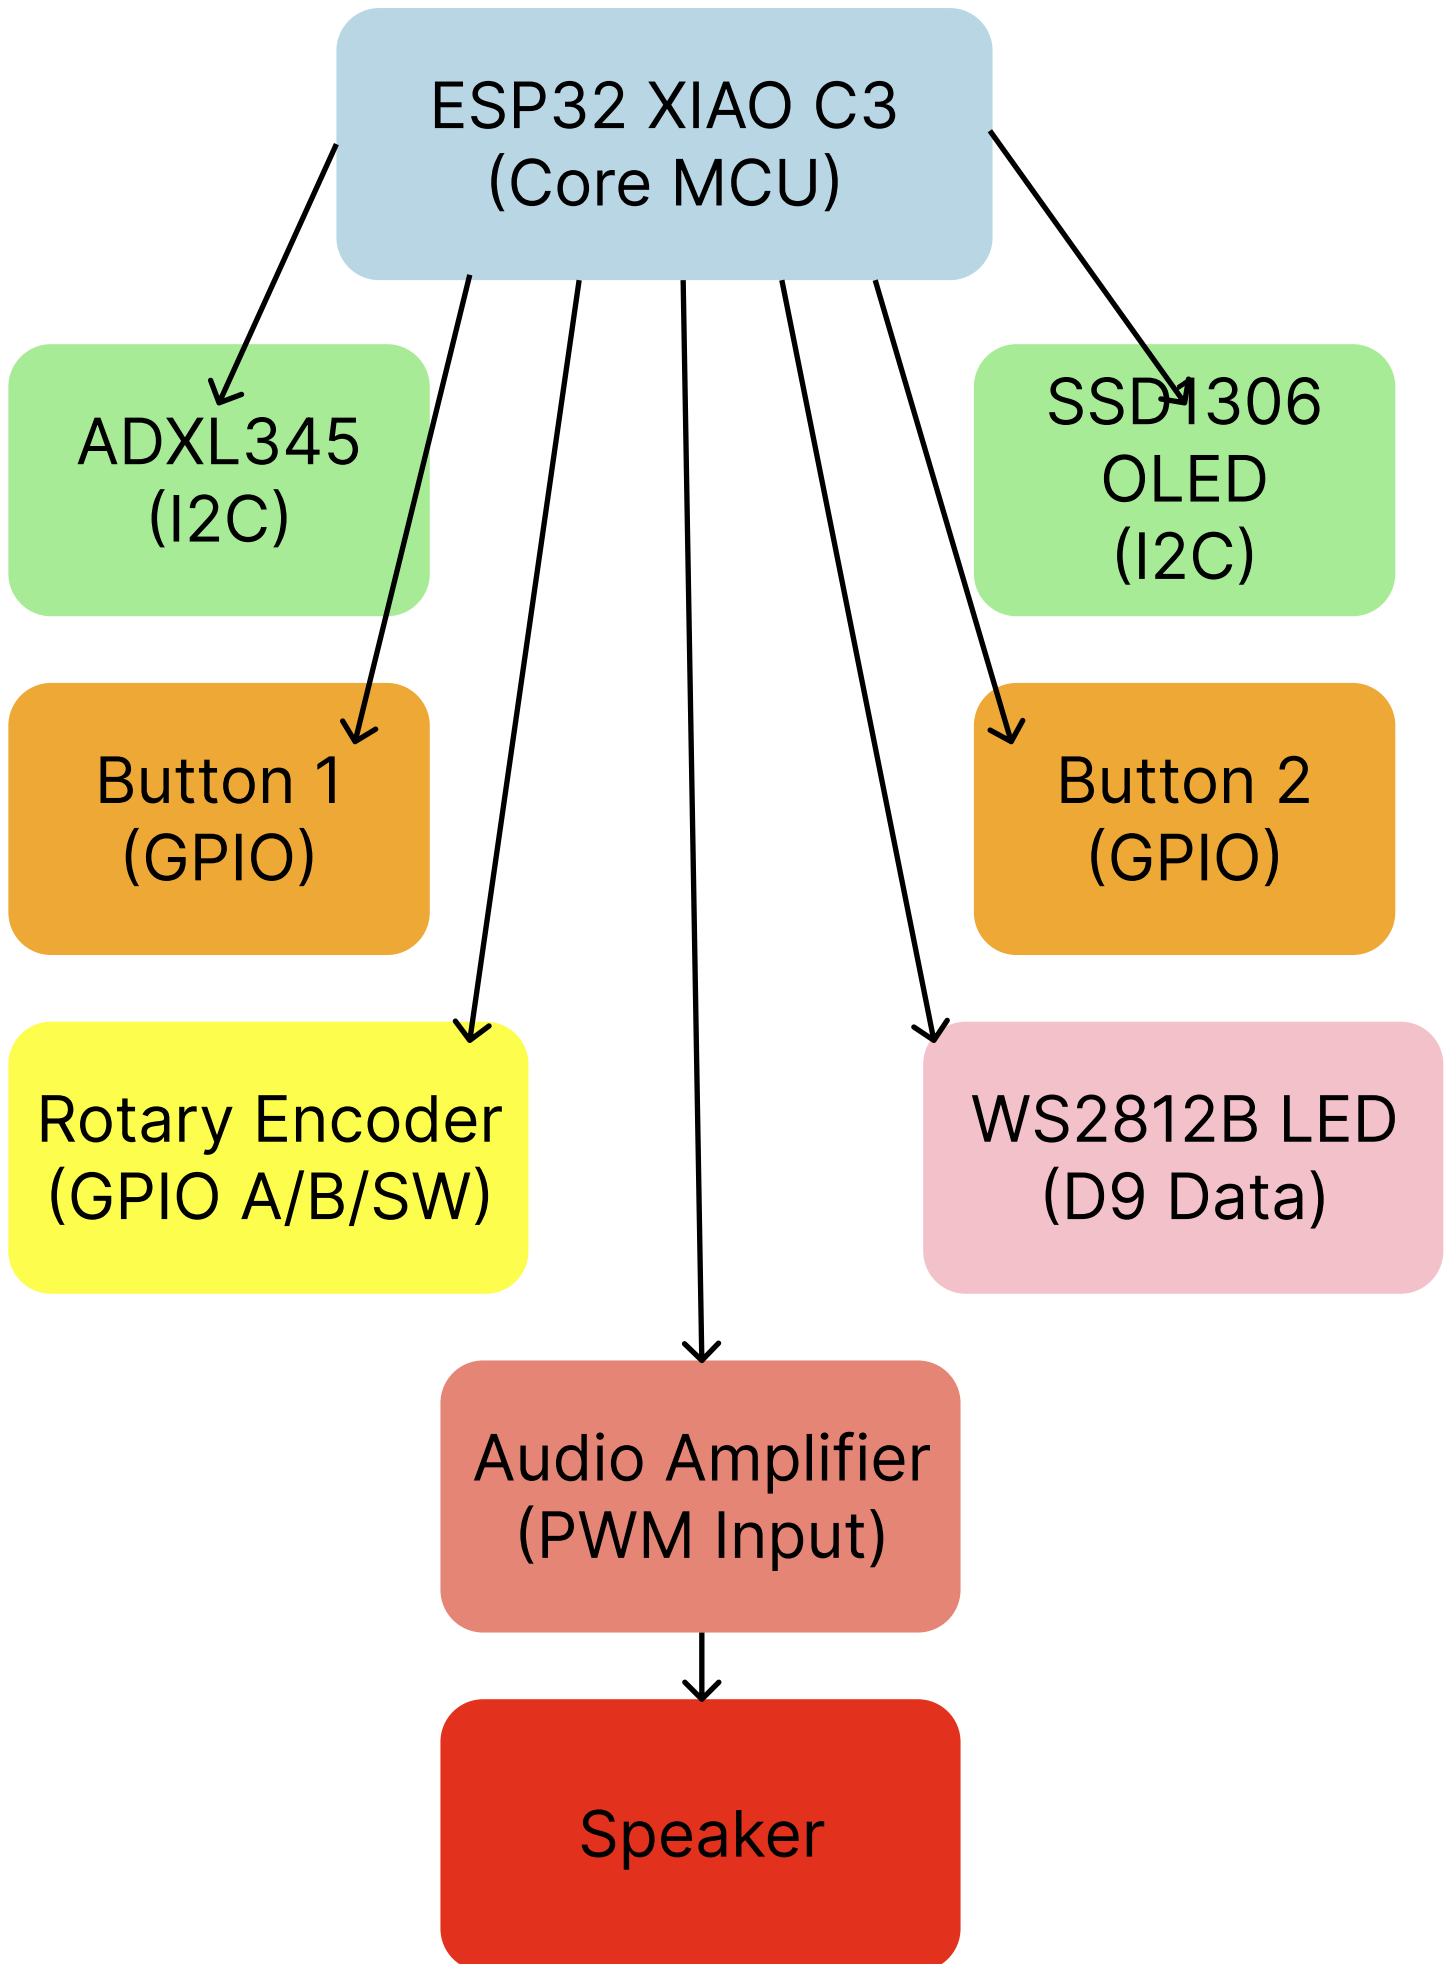 ESP32 XIAO C3
(Core MCU)
ADXL345
(I2C)
SSD1306
OLED
(I2C)
Button 1
(GPIO)
Button 2
(GPIO)
Rotary Encoder
(GPIO A/B/SW)
WS2812B LED
(D9 Data)
Audio Amplifier
(PWM Input)
Speaker